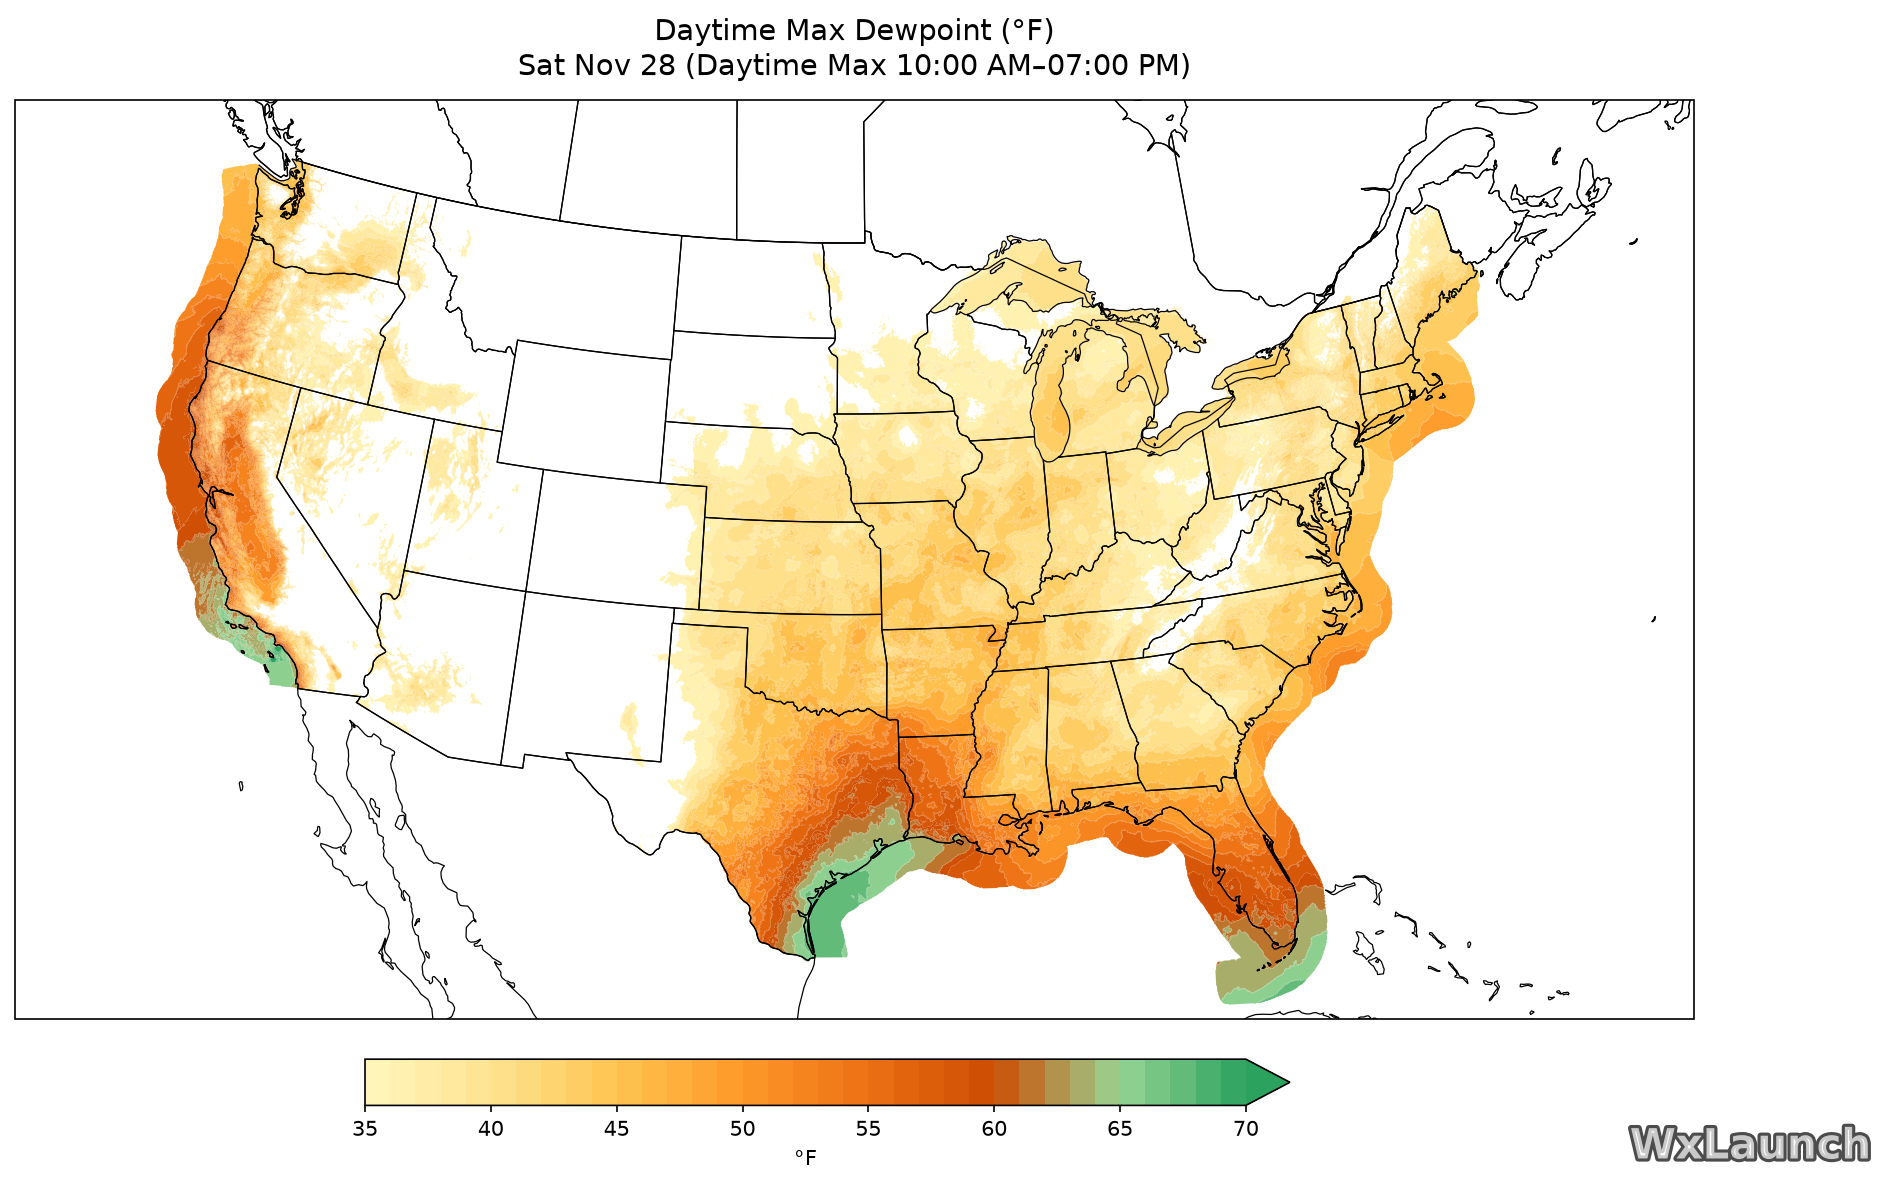 Daytime Max Dewpoint (°F)
Sat Nov 28 (Daytime Max 10:00 AM–07:00 PM)
35 40 45 50 55 60 65 70
°F
WxLaunch